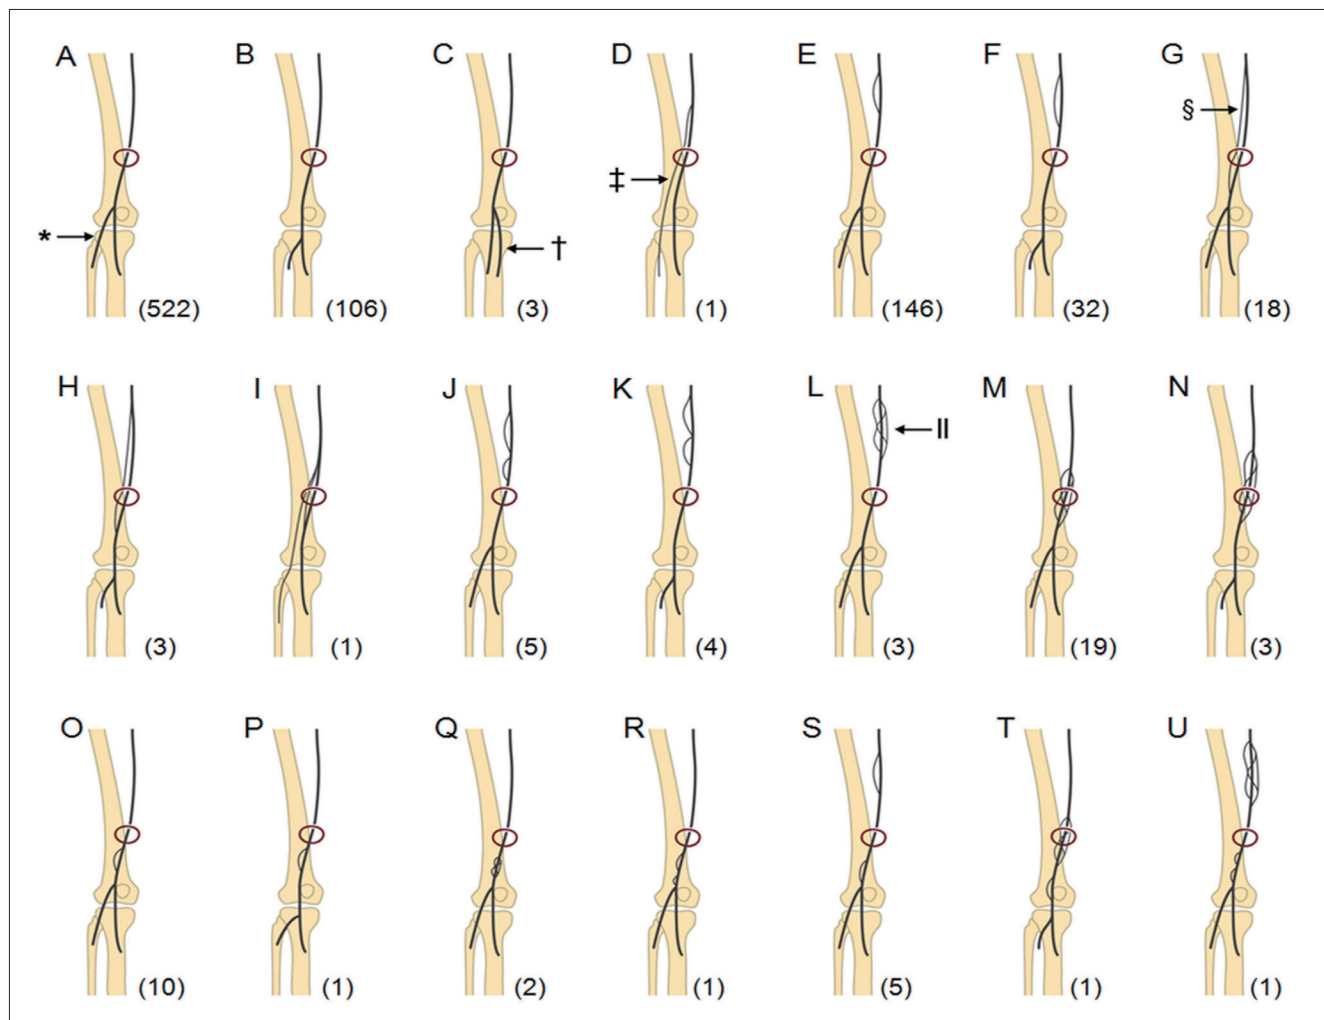 A B C D E F G
§
‡
* †
(522) (106) (3) (1) (146) (32) (18)
H I J K L M N
||
(3) (1) (5) (4) (3) (19) (3)
O P Q R S T U
(10) (1) (2) (1) (5) (1) (1)